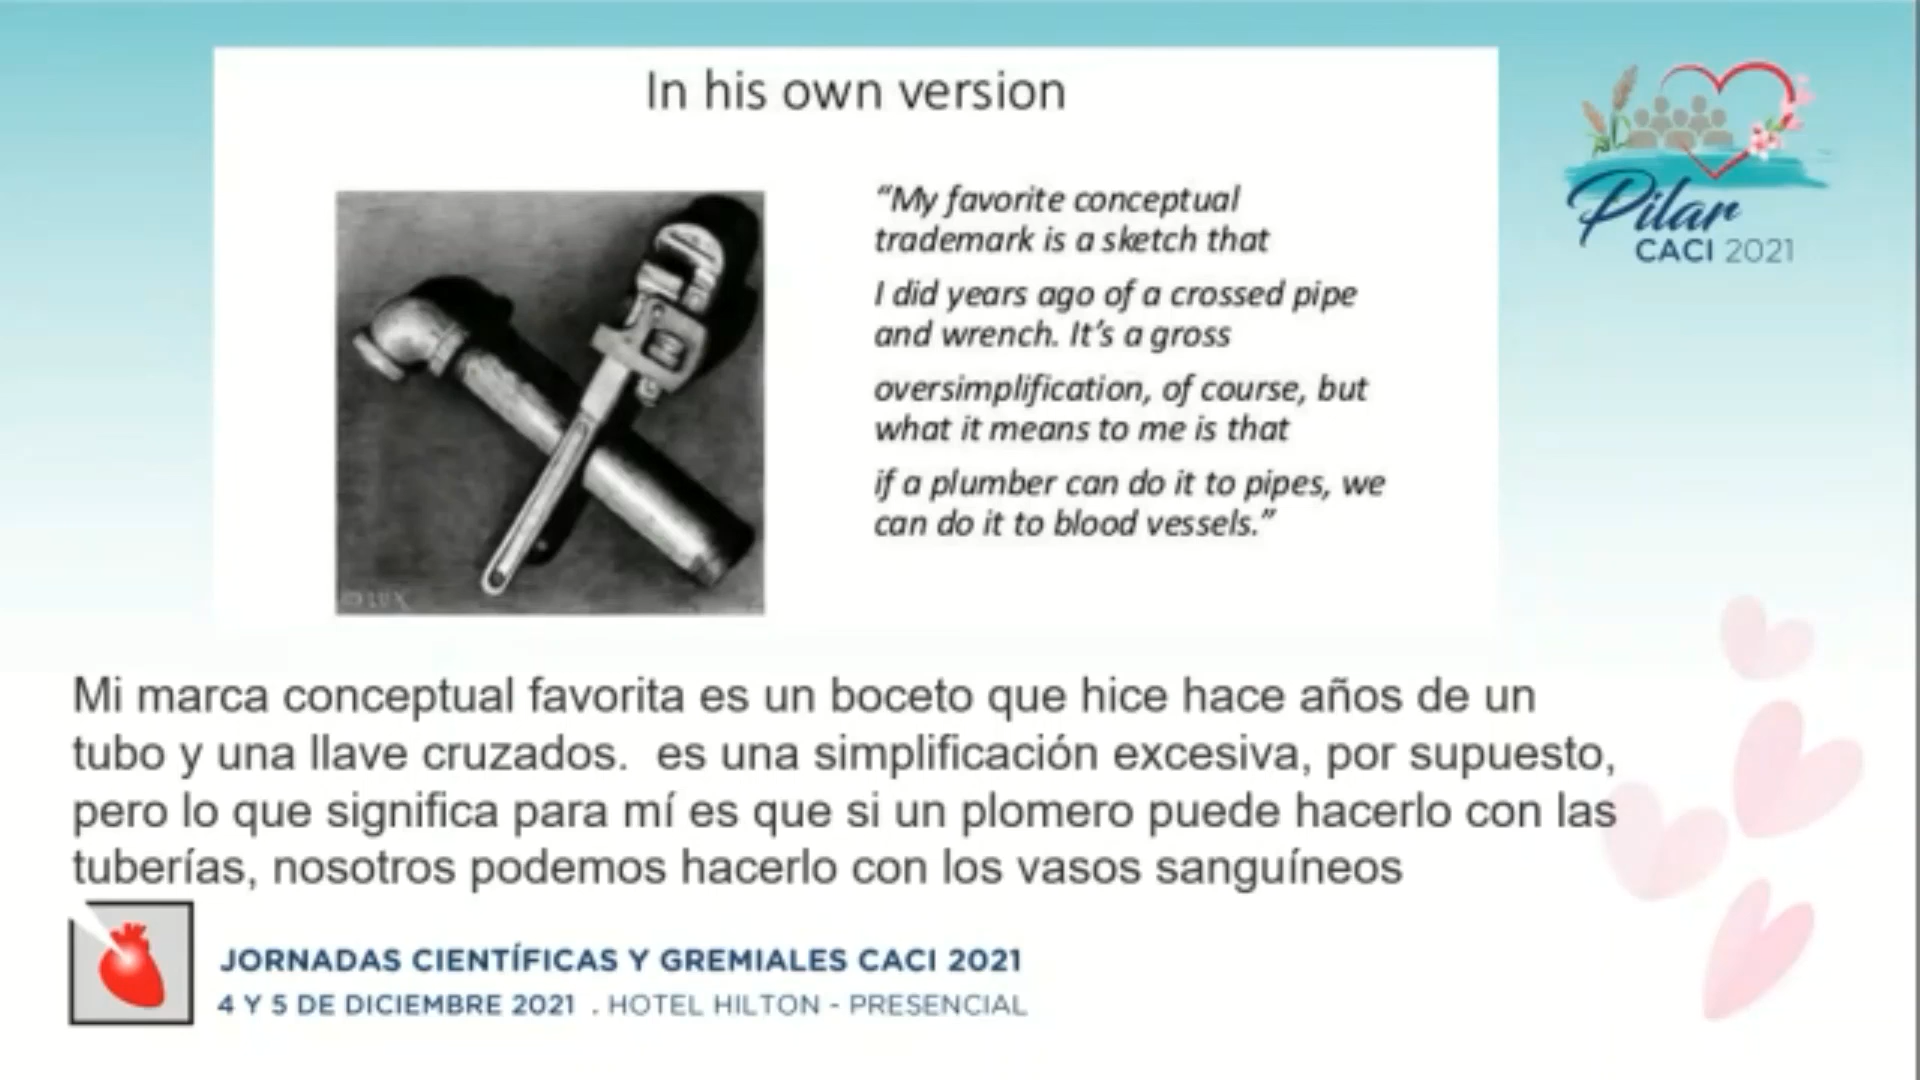 In his own version
“My favorite conceptual
trademark is a sketch that
I did years ago of a crossed pipe
and wrench. It’s a gross
oversimplification, of course, but
what it means to me is that
if a plumber can do it to pipes, we
can do it to blood vessels.”
Pilar
CACI 2021
Mi marca conceptual favorita es un boceto que hice hace años de un
tubo y una llave cruzados.  es una simplificación excesiva, por supuesto,
pero lo que significa para mí es que si un plomero puede hacerlo con las
tuberías, nosotros podemos hacerlo con los vasos sanguíneos
JORNADAS CIENTÍFICAS Y GREMIALES CACI 2021
4 Y 5 DE DICIEMBRE 2021 . HOTEL HILTON - PRESENCIAL